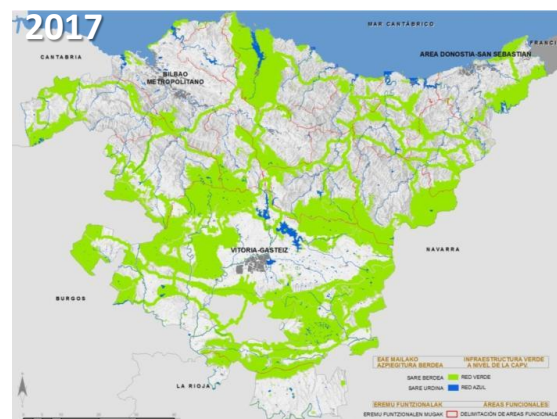 2017
MAR CANTÁBRICO
CANTABRIA
BILBAO
METROPOLITANO
AREA DONOSTIA-SAN SEBASTIAN
FRANCI
VITORIA-GASTEIZ
NAVARRA
BURGOS
LA RIOJA
EAE MAILAKO
AZPIEGITURA BERDEA
INFRAESTRUCTURA VERDE
A NIVEL DE LA CAPV.
SARE BERDEA RED VERDE
SARE URDINA RED AZUL
EREMU FUNTZIONALAK AREAS FUNCIONALES
EREMU FUNTZIONALEN MUGAK DELIMITACIÓN DE AREAS FUNCIONALES